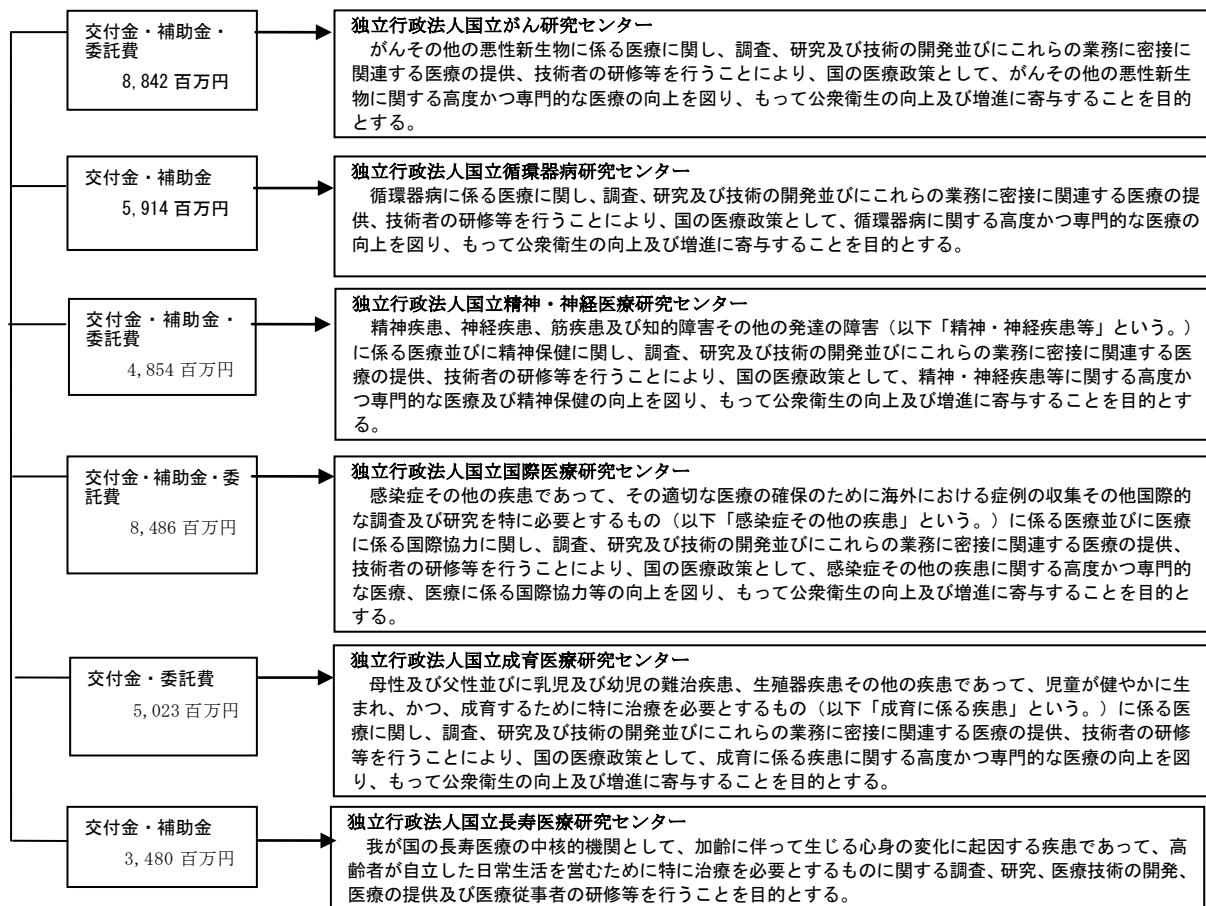 交付金・補助金・
委託費
8,842 百万円
独立行政法人国立がん研究センター
がんその他の悪性新生物に係る医療に関し、調査、研究及び技術の開発並びにこれらの業務に密接に
関連する医療の提供、技術者の研修等を行うことにより、国の医療政策として、がんその他の悪性新生
物に関する高度かつ専門的な医療の向上を図り、もって公衆衛生の向上及び増進に寄与することを目的
とする。
交付金・補助金
5,914 百万円
独立行政法人国立循環器病研究センター
循環器病に係る医療に関し、調査、研究及び技術の開発並びにこれらの業務に密接に関連する医療の提
供、技術者の研修等を行うことにより、国の医療政策として、循環器病に関する高度かつ専門的な医療の
向上を図り、もって公衆衛生の向上及び増進に寄与することを目的とする。
交付金・補助金・
委託費
4,854 百万円
独立行政法人国立精神・神経医療研究センター
精神疾患、神経疾患、筋疾患及び知的障害その他の発達の障害（以下「精神・神経疾患等」という。）
に係る医療並びに精神保健に関し、調査、研究及び技術の開発並びにこれらの業務に密接に関連する医
療の提供、技術者の研修等を行うことにより、国の医療政策として、精神・神経疾患等に関する高度か
つ専門的な医療及び精神保健の向上を図り、もって公衆衛生の向上及び増進に寄与することを目的とす
る。
交付金・補助金・委
託費
8,486 百万円
独立行政法人国立国際医療研究センター
感染症その他の疾患であって、その適切な医療の確保のために海外における症例の収集その他国際的
な調査及び研究を特に必要とするもの（以下「感染症その他の疾患」という。）に係る医療並びに医療
に係る国際協力に関し、調査、研究及び技術の開発並びにこれらの業務に密接に関連する医療の提供、
技術者の研修等を行うことにより、国の医療政策として、感染症その他の疾患に関する高度かつ専門的
な医療、医療に係る国際協力等の向上を図り、もって公衆衛生の向上及び増進に寄与することを目的と
する。
交付金・委託費
5,023 百万円
独立行政法人国立成育医療研究センター
母性及び父性並びに乳児及び幼児の難治疾患、生殖器疾患その他の疾患であって、児童が健やかに生
まれ、かつ、成育するために特に治療を必要とするもの（以下「成育に係る疾患」という。）に係る医
療に関し、調査、研究及び技術の開発並びにこれらの業務に密接に関連する医療の提供、技術者の研修
等を行うことにより、国の医療政策として、成育に係る疾患に関する高度かつ専門的な医療の向上を図
り、もって公衆衛生の向上及び増進に寄与することを目的とする。
交付金・補助金
3,480 百万円
独立行政法人国立長寿医療研究センター
我が国の長寿医療の中核的機関として、加齢に伴って生じる心身の変化に起因する疾患であって、高
齢者が自立した日常生活を営むために特に治療を必要とするものに関する調査、研究、医療技術の開発、
医療の提供及び医療従事者の研修等を行うことを目的とする。